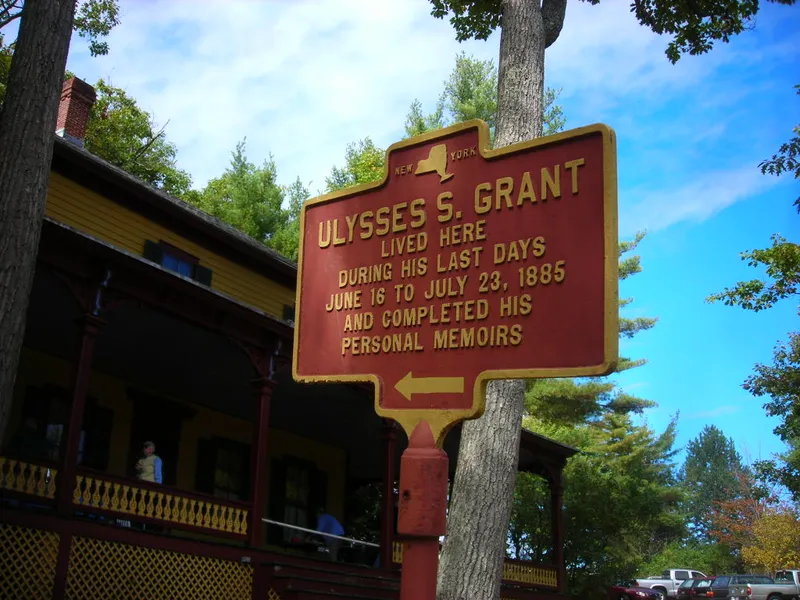 NEW YORK
ULYSSES S. GRANT
LIVED HERE
DURING HIS LAST DAYS
JUNE 16 TO JULY 23, 1885
AND COMPLETED HIS
PERSONAL MEMOIRS